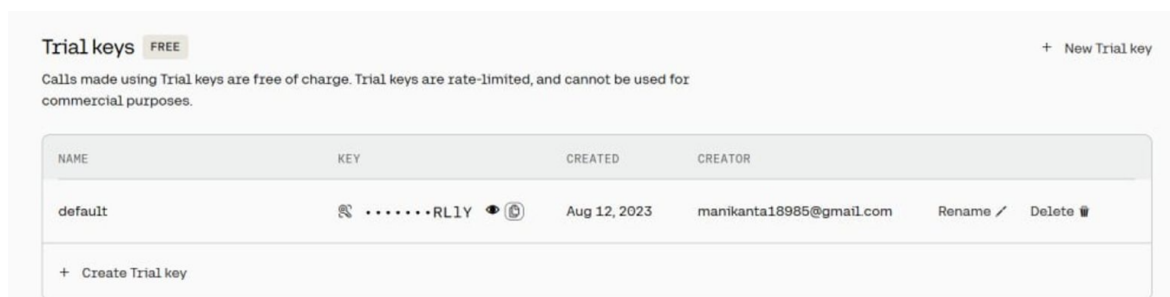 Trial keys FREE
+ New Trial key
Calls made using Trial keys are free of charge. Trial keys are rate-limited, and cannot be used for
commercial purposes.
NAME KEY CREATED CREATOR
default •••••••RLlY Aug 12, 2023 manikanta18985@gmail.com Rename Delete
+ Create Trial key